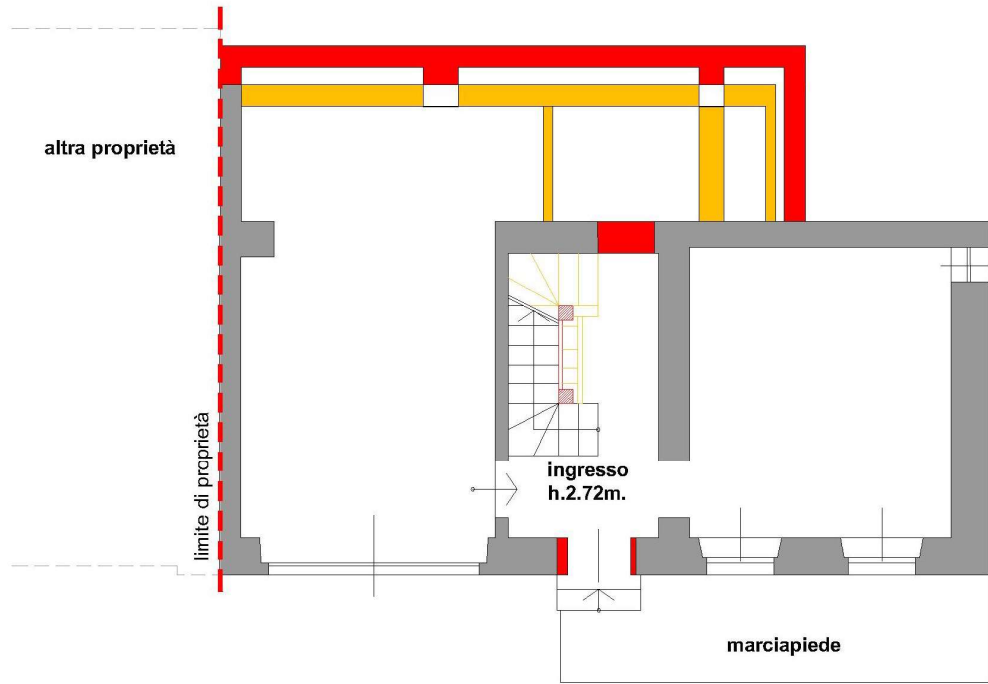 altra proprietà
limite di proprietà
ingresso
h.2.72m.
marciapiede